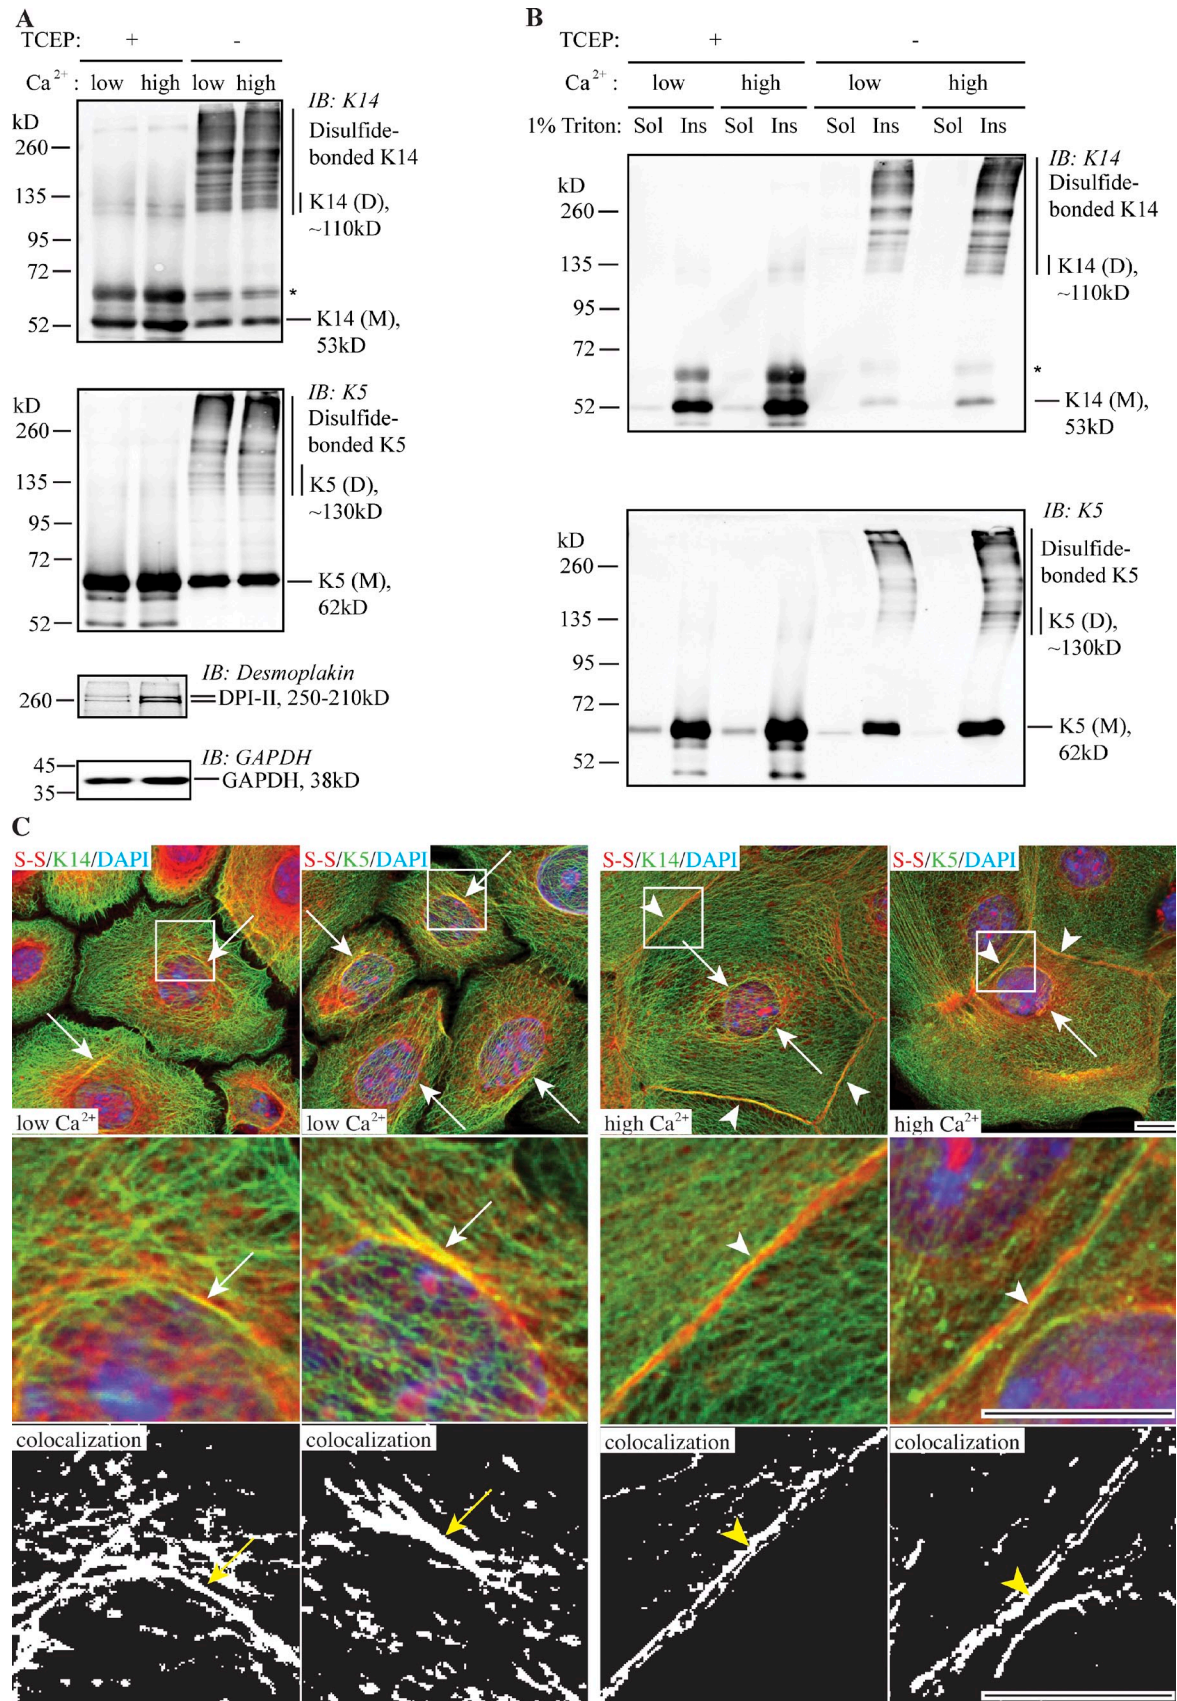 A
TCEP: + -
Ca2+ : low high low high
kD
IB: K14
260
Disulfide-
bonded K14
135
K14 (D),
~110kD
95
72
*
52
K14 (M),
53kD
kD
IB: K5
260
Disulfide-
bonded K5
135
K5 (D),
~130kD
95
72
K5 (M),
62kD
52
IB: Desmoplakin
260
DPI-II, 250-210kD
IB: GAPDH
45
GAPDH, 38kD
35
B
TCEP: + -
Ca2+ : low high low high
1% Triton: Sol Ins Sol Ins Sol Ins Sol Ins
kD
IB: K14
Disulfide-
bonded K14
260
135
K14 (D),
~110kD
95
72
*
52
K14 (M),
53kD
IB: K5
kD
Disulfide-
bonded K5
260
135
K5 (D),
~130kD
95
72
K5 (M),
62kD
52
C
S-S/K14/DAPI
S-S/K5/DAPI
S-S/K14/DAPI
S-S/K5/DAPI
low Ca2+
low Ca2+
high Ca2+
high Ca2+
colocalization
colocalization
colocalization
colocalization